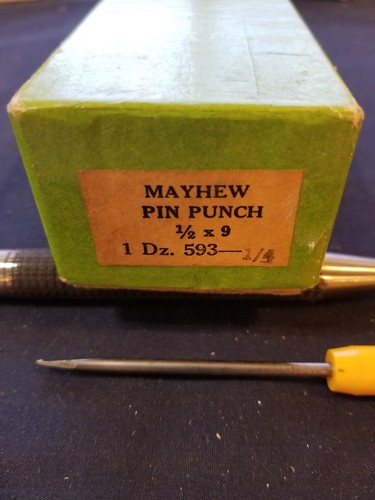 MAYHEW
PIN PUNCH
½ x 9
1 Dz. 593—1/4